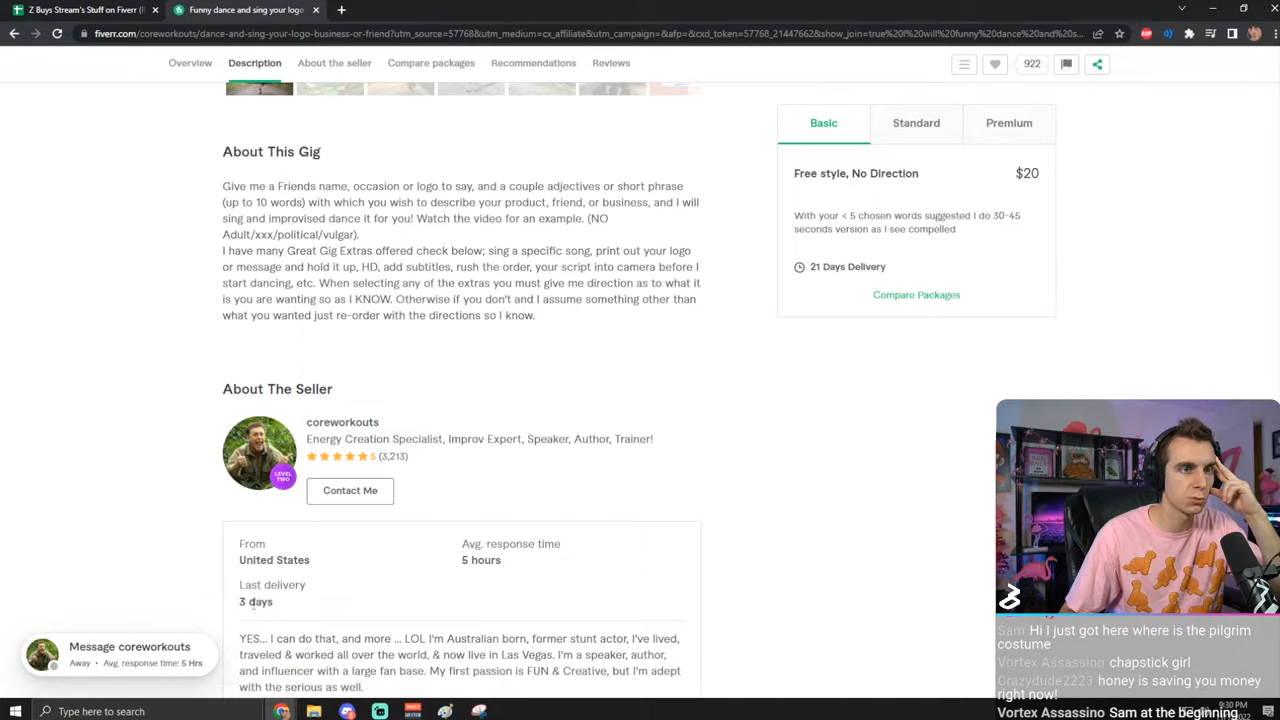 Z Buys Stream's Stuff on Fiverr (
Funny dance and sing your logo
fiverr.com/coreworkouts/dance-and-sing-your-logo-business-or-friend?utm_source=57768&utm_medium=cx_affiliate&utm_campaign=&afp=&cxd_token=57768_21447662&show_join=true
Overview Description About the seller Compare packages Recommendations Reviews 922
Basic Standard Premium
About This Gig
Free style, No Direction $20
Give me a Friends name, occasion or logo to say, and a couple adjectives or short phrase
(up to 10 words) with which you wish to describe your product, friend, or business, and I will
sing and improvised dance it for you! Watch the video for an example. (NO
Adult/xxx/political/vulgar).
I have many Great Gig Extras offered check below; sing a specific song, print out your logo
or message and hold it up, HD, add subtitles, rush the order, your script into camera before I
start dancing, etc. When selecting any of the extras you must give me direction as to what it
is you are wanting so as I KNOW. Otherwise if you don't and I assume something other than
what you wanted just re-order with the directions so I know.
With your < 5 chosen words suggested I do 30-45
seconds version as I see compelled
21 Days Delivery
Compare Packages
About The Seller
coreworkouts
Energy Creation Specialist, Improv Expert, Speaker, Author, Trainer!
5 (3,213)
LEVEL
TWO
Contact Me
From Avg. response time
United States 5 hours
Last delivery
3 days
YES... I can do that, and more ... LOL I'm Australian born, former stunt actor, I've lived,
traveled & worked all over the world, & now live in Las Vegas. I'm a speaker, author,
and influencer with a large fan base. My first passion is FUN & Creative, but I'm adept
with the serious as well.
Message coreworkouts
Away • Avg. response time: 5 Hrs
Sam Hi I just got here where is the pilgrim
costume
Vortex Assassino chapstick girl
Crazydude2223 honey is saving you money
right now!
Vortex Assassino Sam at the beginning
Type here to search
9:30 PM